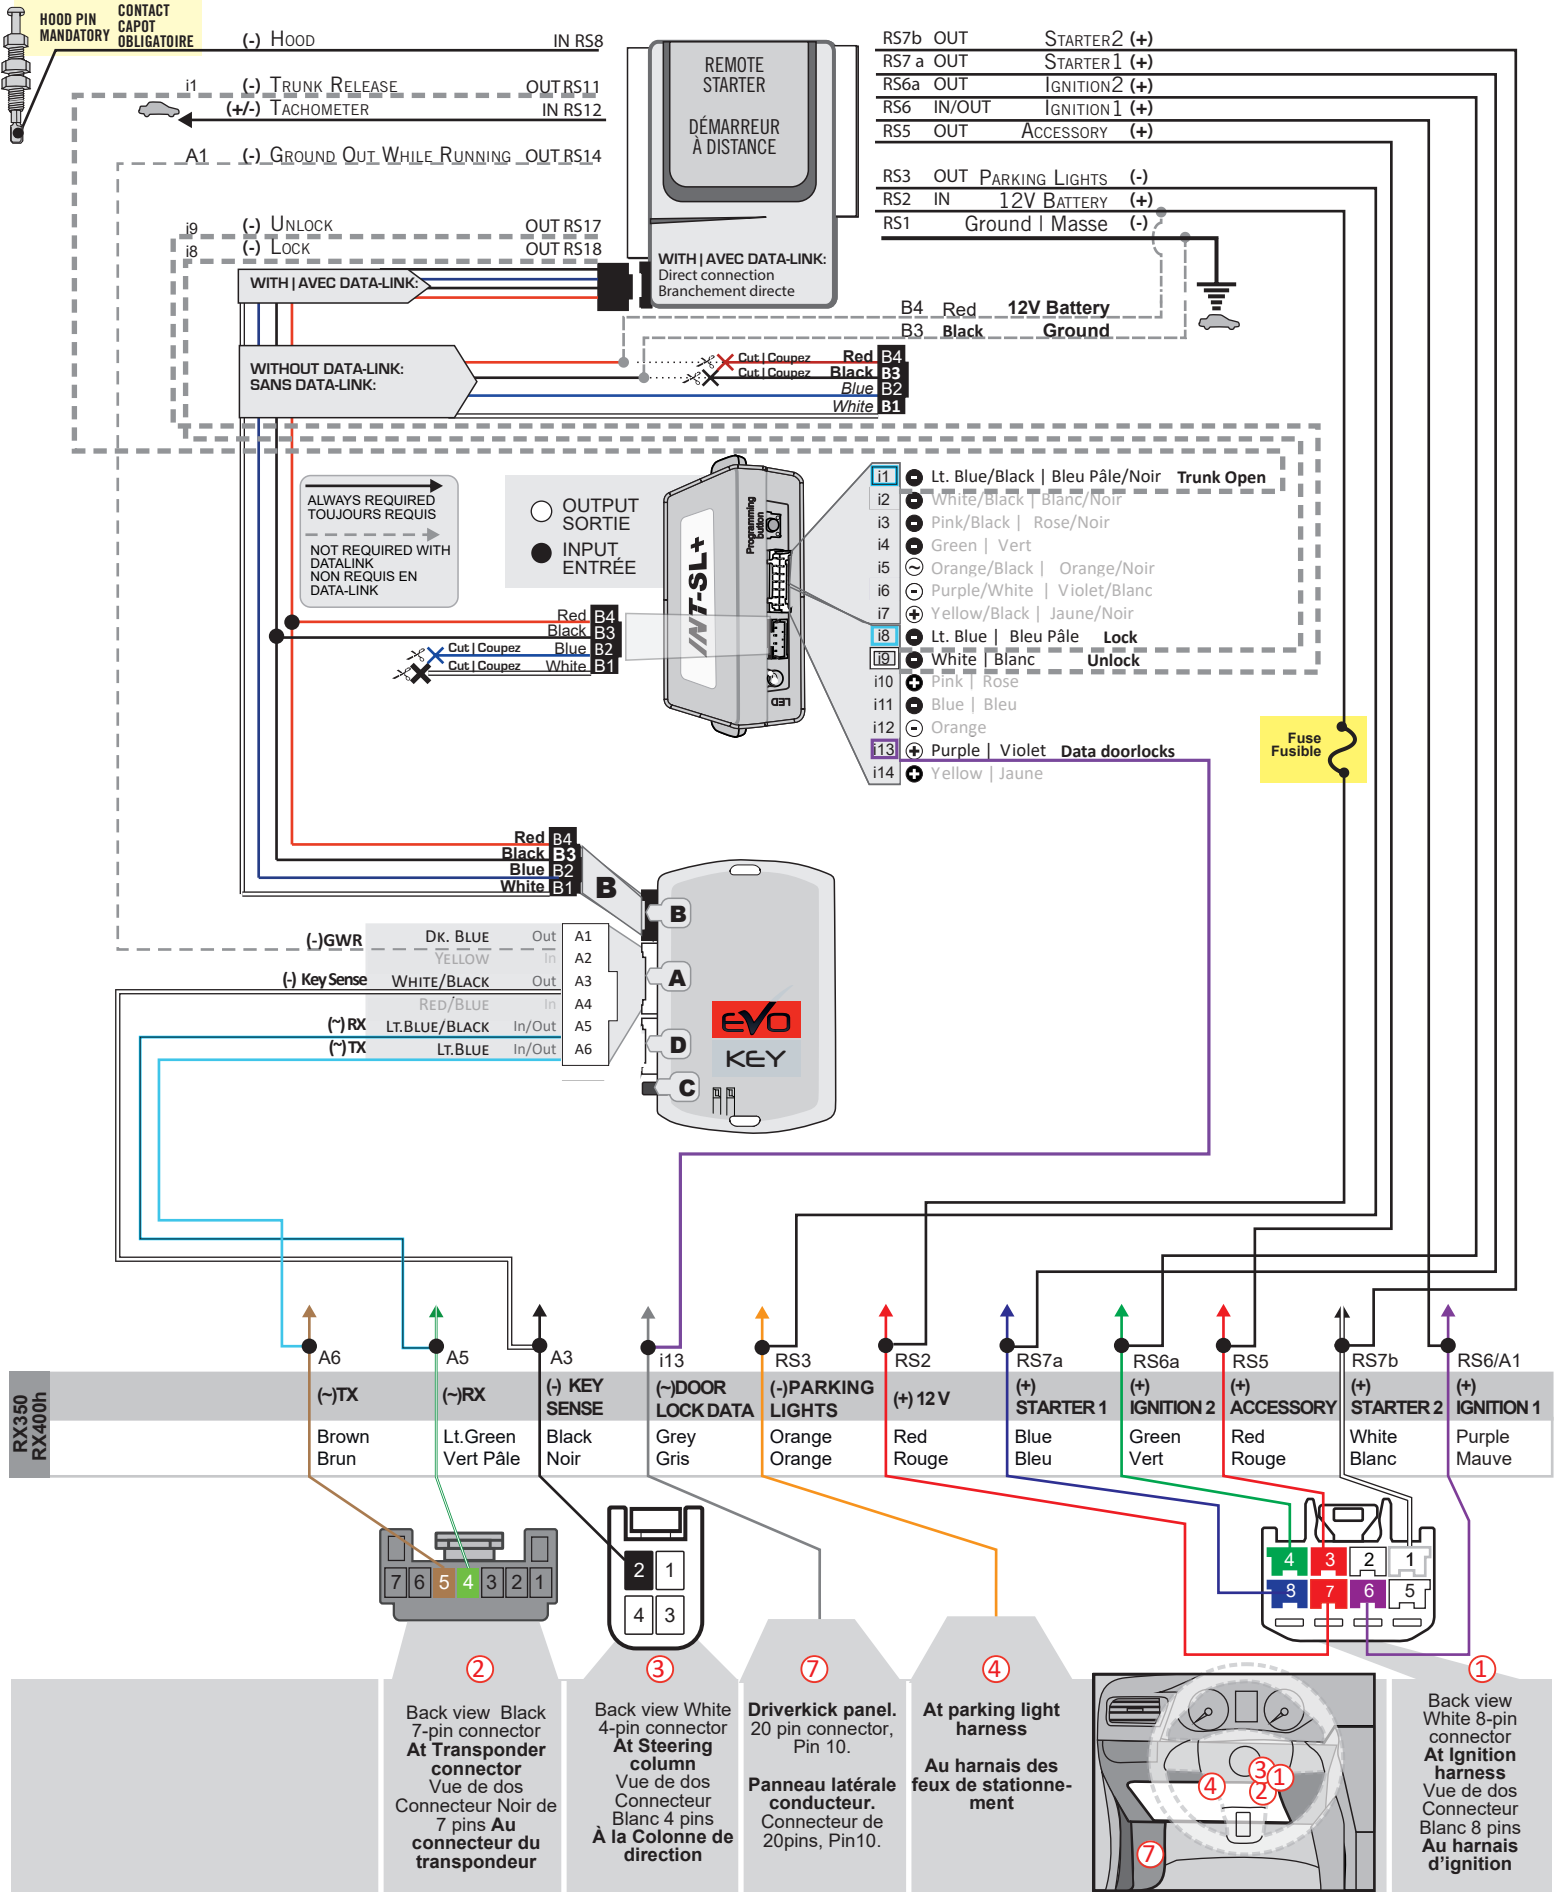 HOOD PIN
MANDATORY
CONTACT
CAPOT
OBLIGATOIRE
(-) HOOD IN RS8
i1 (-) TRUNK RELEASE OUT RS11
(+/-) TACHOMETER IN RS12
A1 (-) GROUND OUT WHILE RUNNING OUT RS14
i9 (-) UNLOCK OUT RS17
i8 (-) LOCK OUT RS18
REMOTE
STARTER
DÉMARREUR
À DISTANCE
WITH | AVEC DATA-LINK:
Direct connection
Branchement directe
RS7b OUT STARTER2 (+)
RS7a OUT STARTER1 (+)
RS6a OUT IGNITION2 (+)
RS6 IN/OUT IGNITION1 (+)
RS5 OUT ACCESSORY (+)
RS3 OUT PARKING LIGHTS (-)
RS2 IN 12V BATTERY (+)
RS1 Ground | Masse (-)
WITH | AVEC DATA-LINK:
B4 Red 12V Battery
B3 Black Ground
WITHOUT DATA-LINK:
SANS DATA-LINK:
Cut | Coupez Red B4
Cut | Coupez Black B3
Blue B2
White B1
ALWAYS REQUIRED
TOUJOURS REQUIS
NOT REQUIRED WITH
DATALINK
NON REQUIS EN
DATA-LINK
OUTPUT
SORTIE
INPUT
ENTRÉE
Programming
button
INT-SL+
LED
i1 Lt. Blue/Black | Bleu Pâle/Noir Trunk Open
i2 White/Black | Blanc/Noir
i3 Pink/Black | Rose/Noir
i4 Green | Vert
i5 Orange/Black | Orange/Noir
i6 Purple/White | Violet/Blanc
i7 Yellow/Black | Jaune/Noir
i8 Lt. Blue | Bleu Pâle Lock
i9 White | Blanc Unlock
i10 Pink | Rose
i11 Blue | Bleu
i12 Orange
i13 Purple | Violet Data doorlocks
i14 Yellow | Jaune
Red B4
Black B3
Cut | Coupez Blue B2
Cut | Coupez White B1
Fuse
Fusible
Red B4
Black B3
Blue B2
White B1
B
B
A
D
C
EVO
KEY
(-)GWR DK. BLUE Out A1
YELLOW In A2
(-) Key Sense WHITE/BLACK Out A3
RED/BLUE In A4
(~) RX LT.BLUE/BLACK In/Out A5
(~) TX LT.BLUE In/Out A6
RX350
RX400h
A6 A5 A3 i13 RS3 RS2 RS7a RS6a RS5 RS7b RS6/A1
(~)TX
(~)RX
(-) KEY
SENSE
(~)DOOR
LOCK DATA
(-)PARKING
LIGHTS
(+) 12 V
(+)
STARTER 1
(+)
IGNITION 2
(+)
ACCESSORY
(+)
STARTER 2
(+)
IGNITION 1
Brown
Brun
Lt.Green
Vert Pâle
Black
Noir
Grey
Gris
Orange
Orange
Red
Rouge
Blue
Bleu
Green
Vert
Red
Rouge
White
Blanc
Purple
Mauve
7 6 5 4 3 2 1
2 1
4 3
4 3 2 1
8 7 6 5
2
Back view Black
7-pin connector
At Transponder
connector
Vue de dos
Connecteur Noir de
7 pins Au
connecteur du
transpondeur
3
Back view White
4-pin connector
At Steering
column
Vue de dos
Connecteur
Blanc 4 pins
À la Colonne de
direction
7
Driverkick panel.
20 pin connector,
Pin 10.
Panneau latérale
conducteur.
Connecteur de
20pins, Pin10.
4
At parking light
harness
Au harnais des
feux de stationne-
ment
3
1
4
2
7
1
Back view
White 8-pin
connector
At Ignition
harness
Vue de dos
Connecteur
Blanc 8 pins
Au harnais
d'ignition